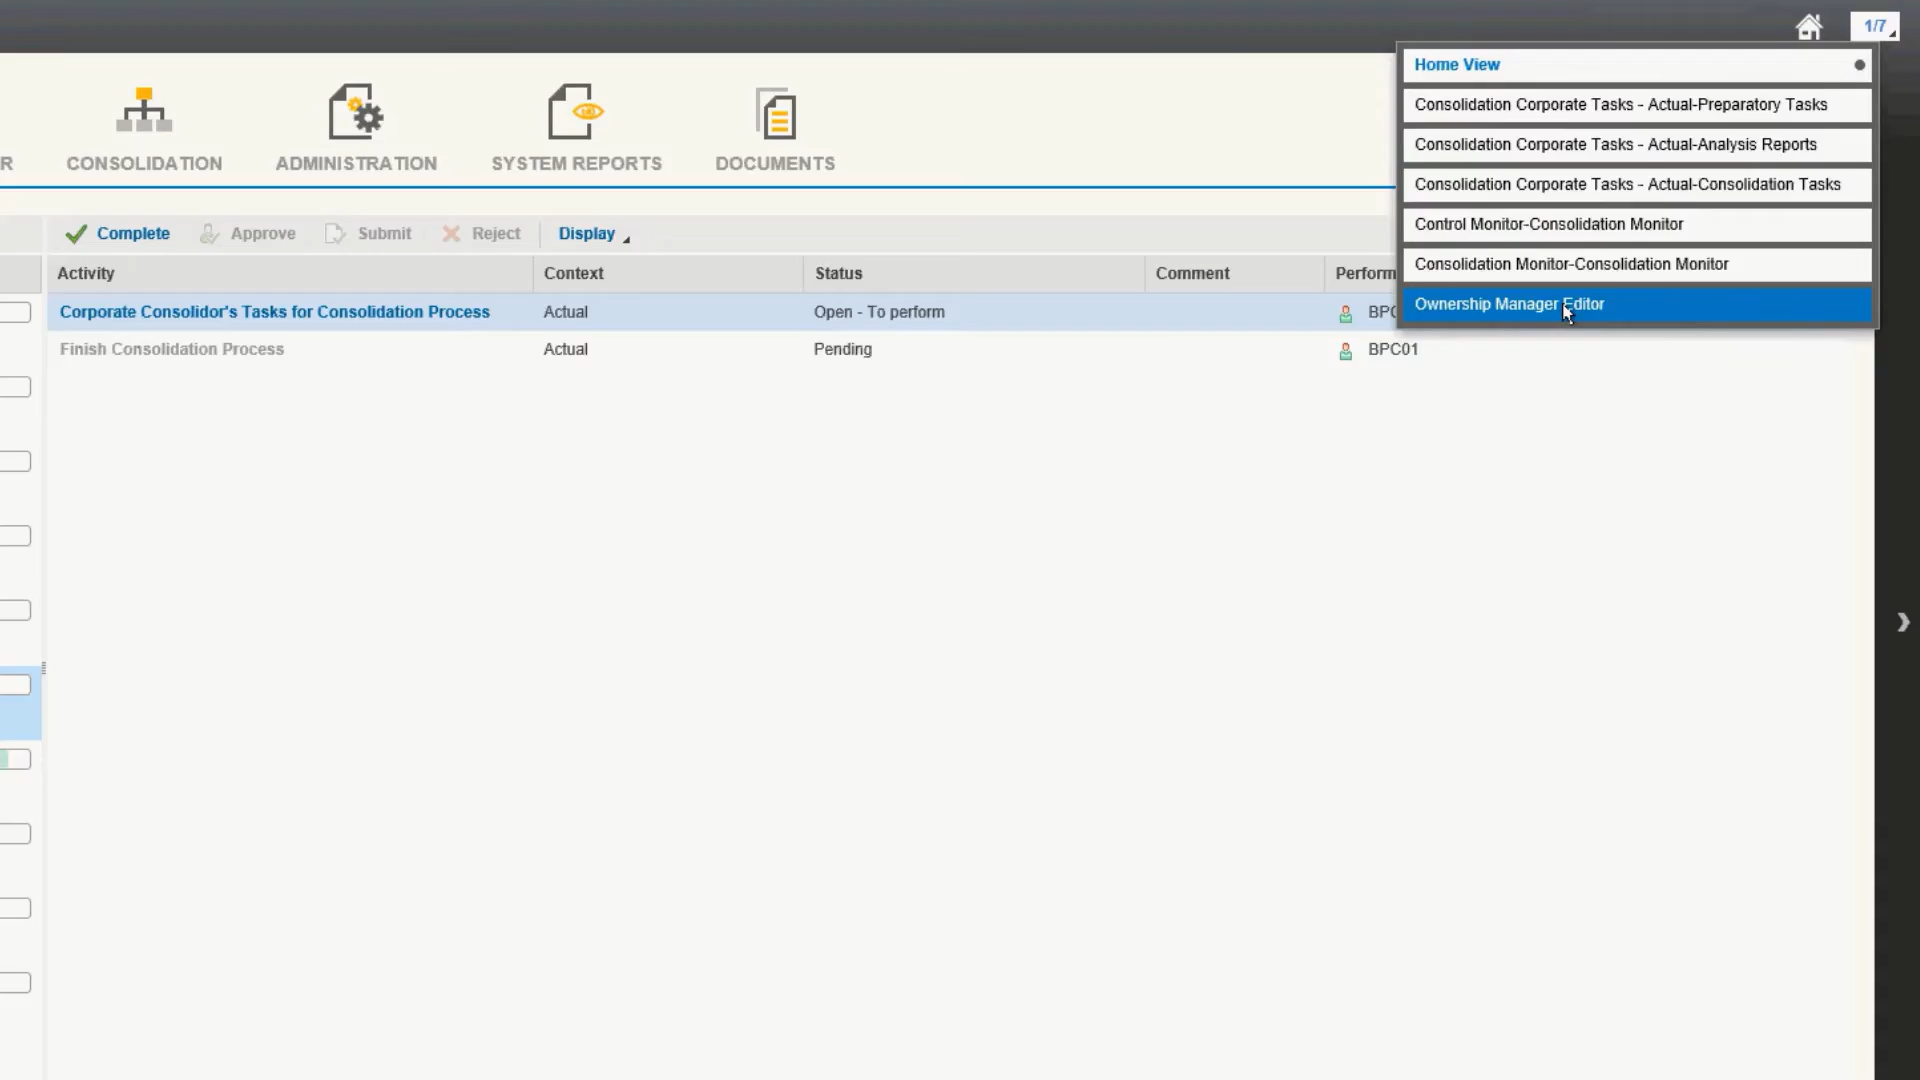 1/7
Home View
Consolidation Corporate Tasks - Actual-Preparatory Tasks
Consolidation Corporate Tasks - Actual-Analysis Reports
Consolidation Corporate Tasks - Actual-Consolidation Tasks
Control Monitor-Consolidation Monitor
Consolidation Monitor-Consolidation Monitor
Ownership Manager Editor
R CONSOLIDATION ADMINISTRATION SYSTEM REPORTS DOCUMENTS
Complete Approve Submit Reject Display
Activity Context Status Comment Perform
Corporate Consolidor's Tasks for Consolidation Process Actual Open - To perform BPC
Finish Consolidation Process Actual Pending BPC01